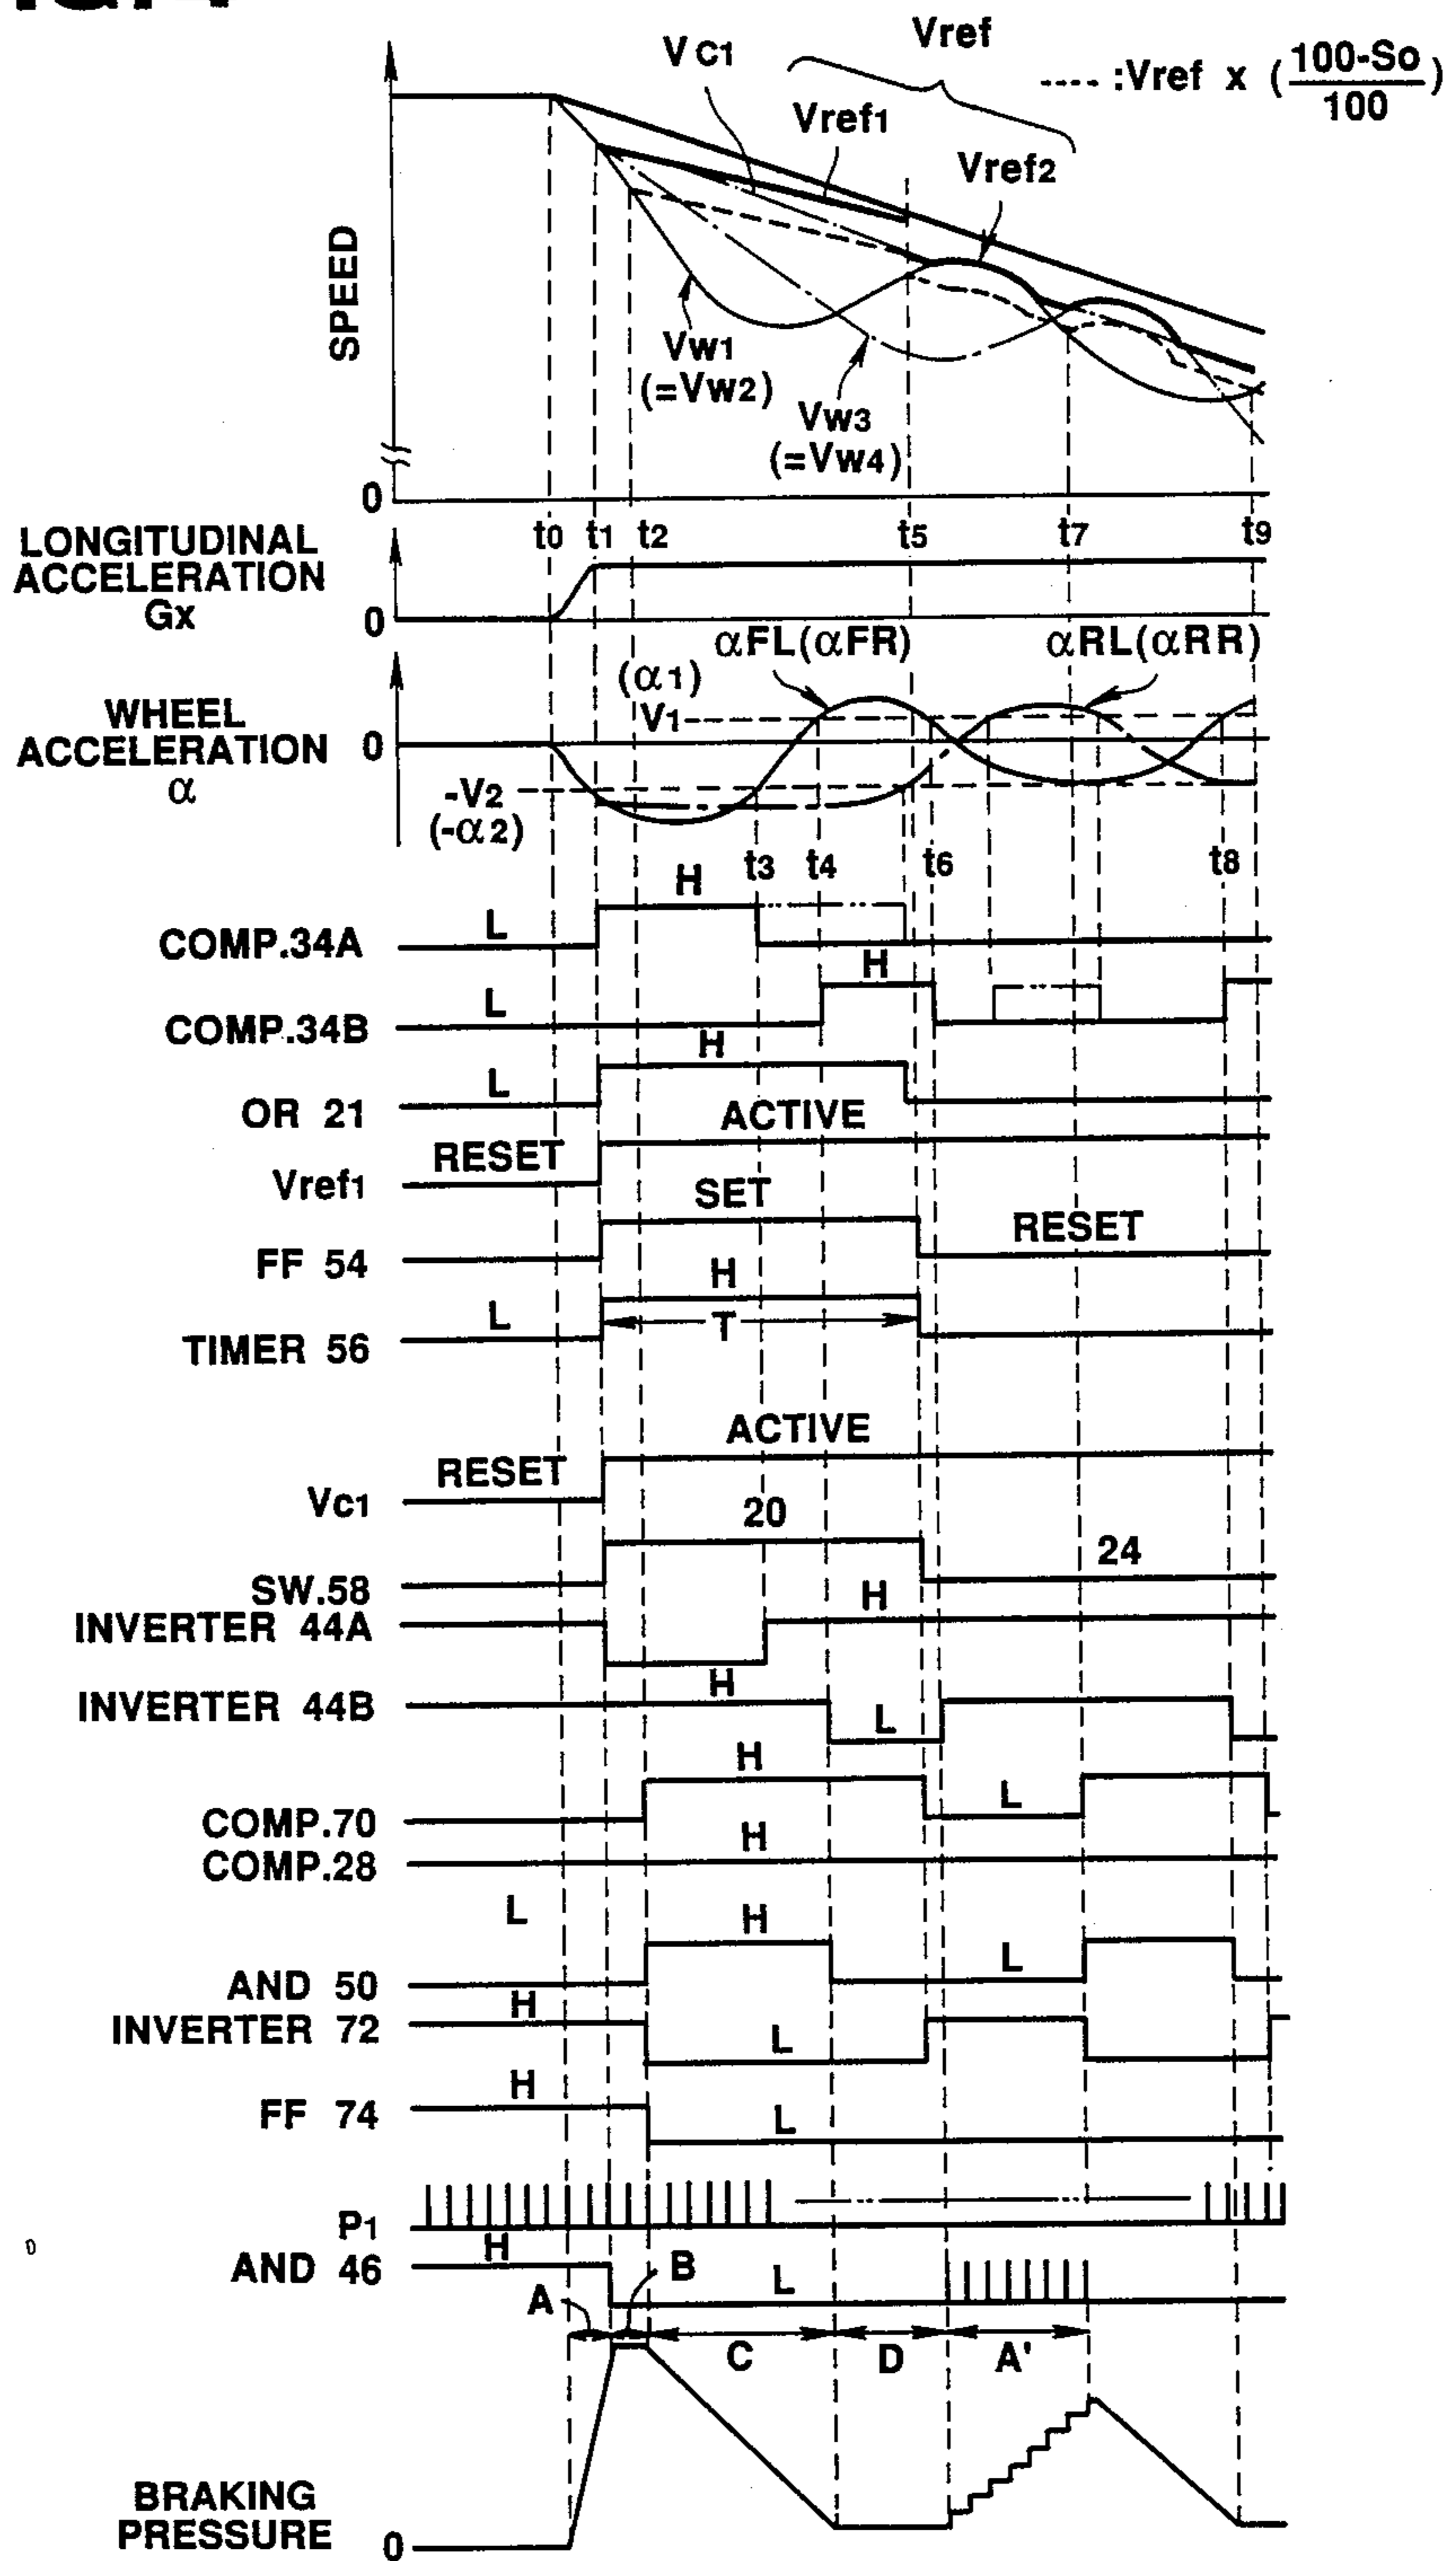 Vref
VC1
---- :Vref x (100-So/100)
Vref1
Vref2
SPEED
Vw1
(=Vw2)
Vw3
(=Vw4)
0
t0 t1 t2 t5 t7 t9
LONGITUDINAL
ACCELERATION
Gx
0
αFL(αFR) αRL(αRR)
(α1)
V1
WHEEL
ACCELERATION
α
0
-V2
(-α2)
t3 t4 t6 t8
H
L
COMP.34A
H
L
COMP.34B
H
L
OR 21
ACTIVE
RESET
Vref1
SET
RESET
FF 54
H
L
T
TIMER 56
ACTIVE
RESET
Vc1
20
24
SW.58
H
INVERTER 44A
H
INVERTER 44B
L
H
L
COMP.70
H
COMP.28
L
H
L
AND 50
H
INVERTER 72
L
H
FF 74
L
P1
H
AND 46
L
A B
C D A'
BRAKING
PRESSURE
0